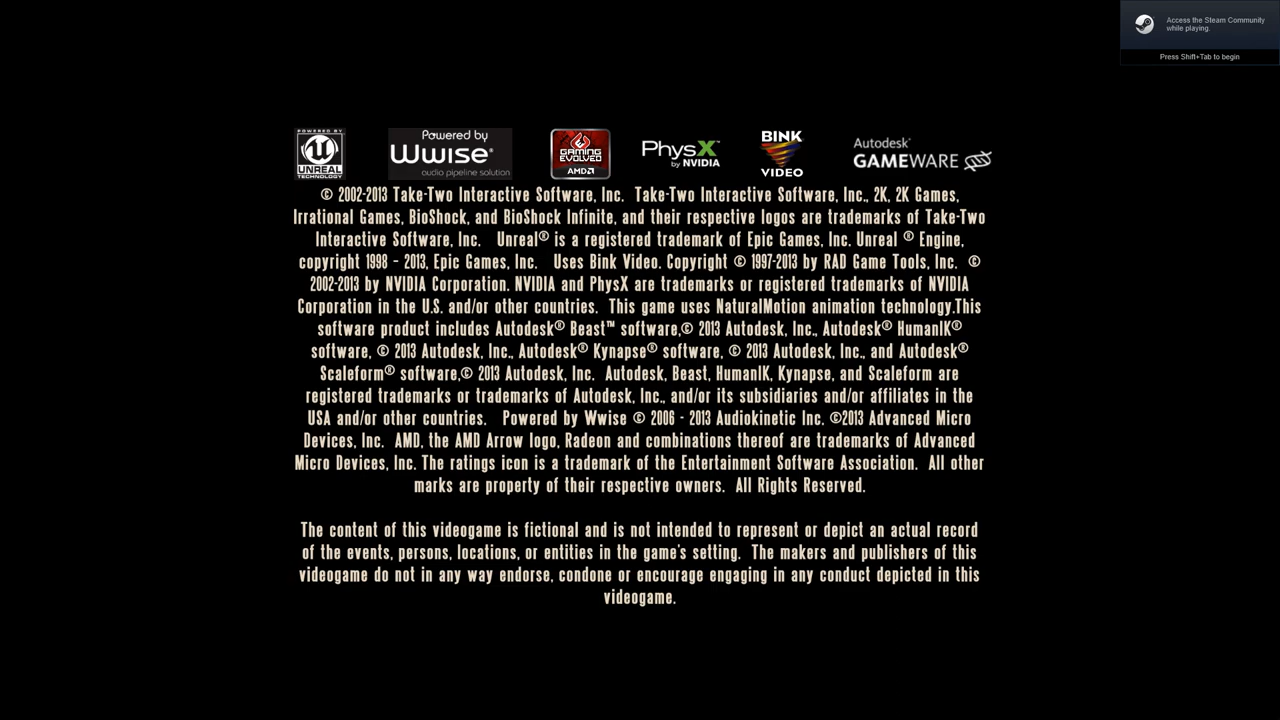 Access the Steam Community
while playing.
Press Shift+Tab to begin
POWERED BY
UNREAL
TECHNOLOGY
Powered by
Wwise®
audio pipeline solution
GAMING
EVOLVED
AMD
PhysX™
by NVIDIA
BINK
VIDEO
Autodesk®
GAMEWARE
© 2002-2013 Take-Two Interactive Software, Inc.  Take-Two Interactive Software, Inc., 2K, 2K Games,
Irrational Games, BioShock, and BioShock Infinite, and their respective logos are trademarks of Take-Two
Interactive Software, Inc.   Unreal® is a registered trademark of Epic Games, Inc. Unreal ® Engine,
copyright 1998 – 2013, Epic Games, Inc.   Uses Bink Video. Copyright © 1997-2013 by RAD Game Tools, Inc.  ©
2002-2013 by NVIDIA Corporation. NVIDIA and PhysX are trademarks or registered trademarks of NVIDIA
Corporation in the U.S. and/or other countries.  This game uses NaturalMotion animation technology.This
software product includes Autodesk® Beast™ software,© 2013 Autodesk, Inc., Autodesk® HumanIK®
software, © 2013 Autodesk, Inc., Autodesk® Kynapse® software, © 2013 Autodesk, Inc., and Autodesk®
Scaleform® software,© 2013 Autodesk, Inc.  Autodesk, Beast, HumanIK, Kynapse, and Scaleform are
registered trademarks or trademarks of Autodesk, Inc., and/or its subsidiaries and/or affiliates in the
USA and/or other countries.   Powered by Wwise © 2006 - 2013 Audiokinetic Inc. ©2013 Advanced Micro
Devices, Inc.  AMD, the AMD Arrow logo, Radeon and combinations thereof are trademarks of Advanced
Micro Devices, Inc. The ratings icon is a trademark of the Entertainment Software Association.  All other
marks are property of their respective owners.  All Rights Reserved.
The content of this videogame is fictional and is not intended to represent or depict an actual record
of the events, persons, locations, or entities in the game's setting.  The makers and publishers of this
videogame do not in any way endorse, condone or encourage engaging in any conduct depicted in this
videogame.